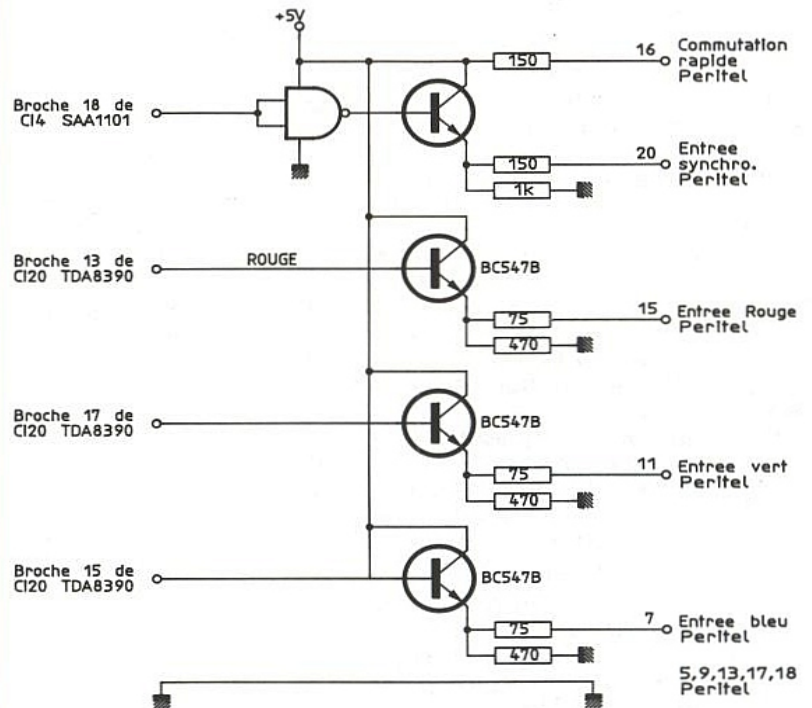 +5V
150
16
Commutation
rapide
Peritel
Broche 18 de
CI4 SAA1101
150
20
Entree
synchro.
Peritel
1k
Broche 13 de
CI20 TDA8390
ROUGE
BC547B
75
15
Entree Rouge
Peritel
470
Broche 17 de
CI20 TDA8390
BC547B
75
11
Entree vert
Peritel
470
Broche 15 de
CI20 TDA8390
BC547B
75
7
Entree bleu
Peritel
470
5,9,13,17,18
Peritel